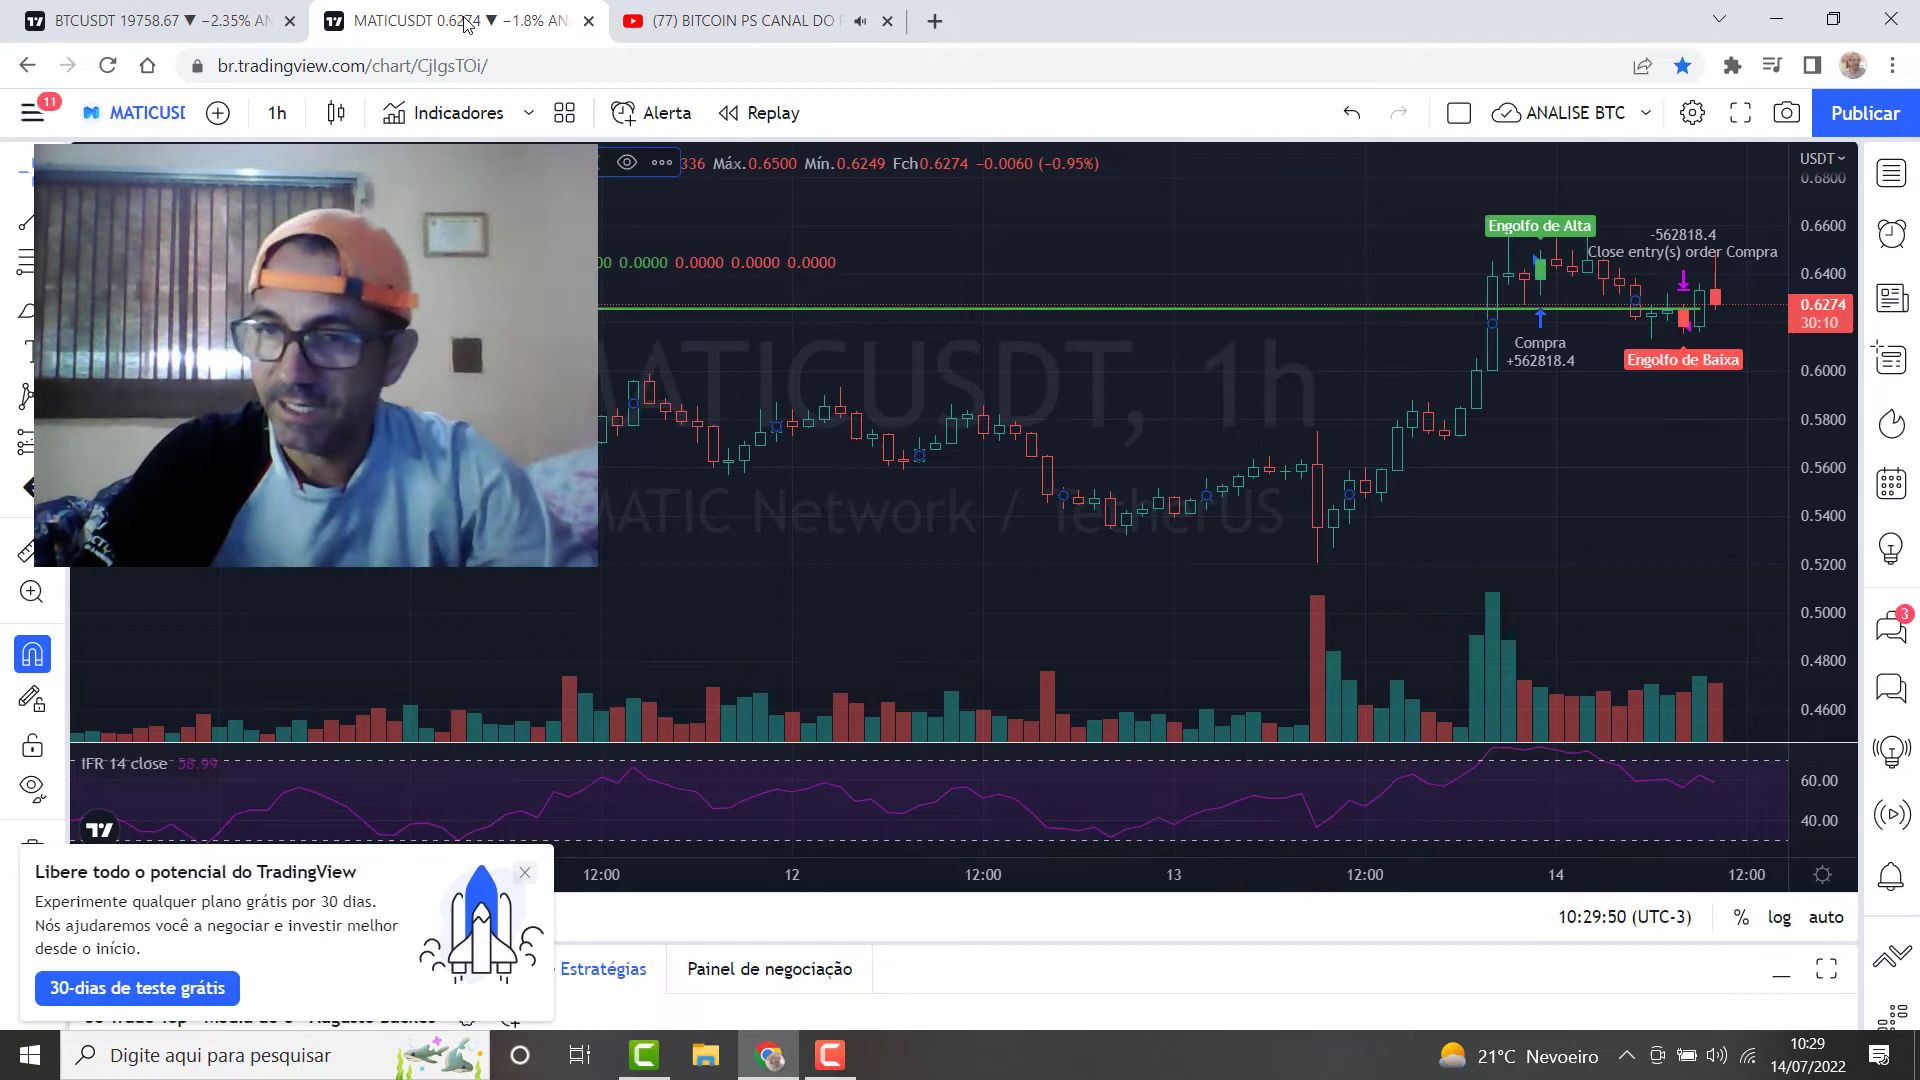 BTCUSDT 19758.67 ▼ −2.35% AN
MATICUSDT 0.6274 ▼ −1.8% AN
(77) BITCOIN PS CANAL DO
br.tradingview.com/chart/CjIgsTOi/
11
MATICUSD
1h
Indicadores
Alerta
Replay
ANALISE BTC
Publicar
336 Máx.0.6500 Mín.0.6249 Fch0.6274 −0.0060 (−0.95%)
USDT
0.6800
00 0.0000 0.0000 0.0000 0.0000
Engolfo de Alta
-562818.4
Close entry(s) order Compra
Compra
+562818.4
Engolfo de Baixa
0.6600
0.6400
0.6274
30:10
0.6000
0.5800
0.5600
0.5400
0.5200
0.5000
0.4800
0.4600
MATICUSDT, 1h
MATIC Network / TetherUS
IFR 14 close 58.99
60.00
40.00
12:00
12
12:00
13
12:00
14
12:00
3
Libere todo o potencial do TradingView
Experimente qualquer plano grátis por 30 dias.
Nós ajudaremos você a negociar e investir melhor
desde o início.
30-dias de teste grátis
10:29:50 (UTC-3)
%
log
auto
Estratégias
Painel de negociação
Digite aqui para pesquisar
21°C Nevoeiro
10:29
14/07/2022